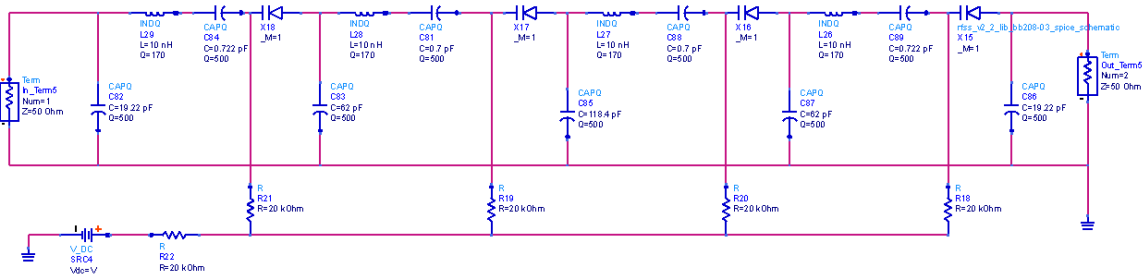 INDQ
L29
L=10 nH
Q=170
CAPQ
C84
C=0.722 pF
Q=500
X18
_M=1
INDQ
L28
L=10 nH
Q=170
CAPQ
C81
C=0.7 pF
Q=500
X17
_M=1
INDQ
L27
L=10 nH
Q=170
CAPQ
C88
C=0.7 pF
Q=500
X16
_M=1
INDQ
L26
L=10 nH
Q=170
CAPQ
C89
C=0.722 pF
Q=500
rfss_v2_2_lib_bb208-03_spice_schematic
X15
_M=1
Term
In_Term5
Num=1
Z=50 Ohm
CAPQ
C82
C=19.22 pF
Q=500
CAPQ
C83
C=62 pF
Q=500
CAPQ
C85
C=118.4 pF
Q=500
CAPQ
C87
C=62 pF
Q=500
CAPQ
C86
C=19.22 pF
Q=500
Term
Out_Term5
Num=2
Z=50 Ohm
R
R21
R=20 kOhm
R
R19
R=20 kOhm
R
R20
R=20 kOhm
R
R18
R=20 kOhm
V_DC
SRC4
Vdc=V
R
R22
R=20 kOhm